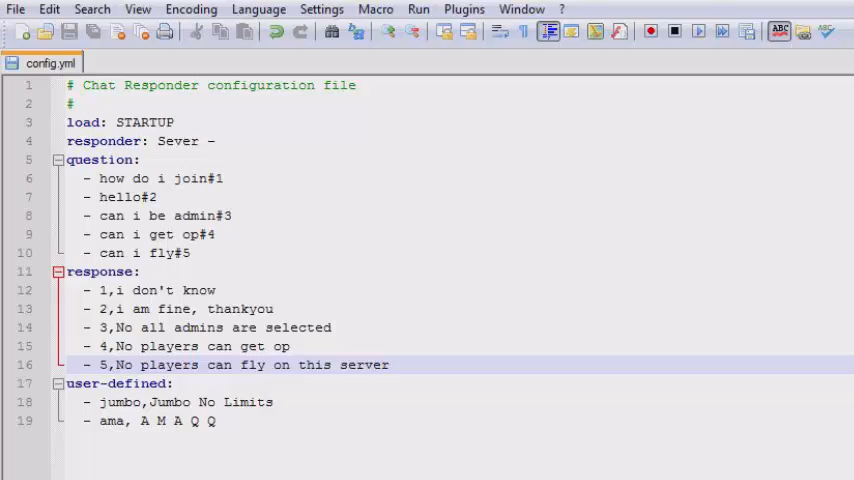 File Edit Search View Encoding Language Settings Macro Run Plugins Window ?
config.yml
1 # Chat Responder configuration file
2 #
3 load: STARTUP
4 responder: Sever -
5 question:
6 - how do i join#1
7 - hello#2
8 - can i be admin#3
9 - can i get op#4
10 - can i fly#5
11 response:
12 - 1,i don't know
13 - 2,i am fine, thankyou
14 - 3,No all admins are selected
15 - 4,No players can get op
16 - 5,No players can fly on this server
17 user-defined:
18 - jumbo,Jumbo No Limits
19 - ama, A M A Q Q